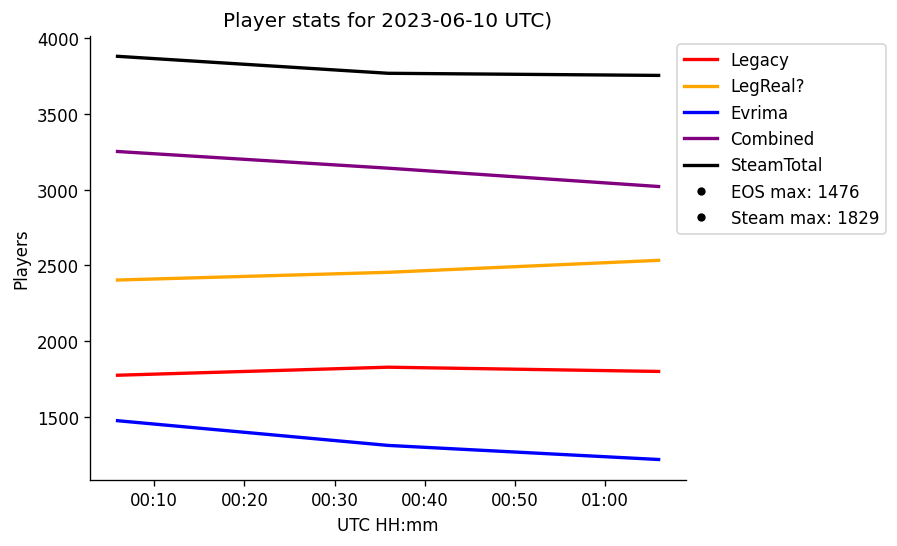 Player stats for 2023-06-10 UTC)
4000
3500
3000
2500
2000
1500
Players
00:10
00:20
00:30
00:40
00:50
01:00
UTC HH:mm
Legacy
LegReal?
Evrima
Combined
SteamTotal
EOS max: 1476
Steam max: 1829